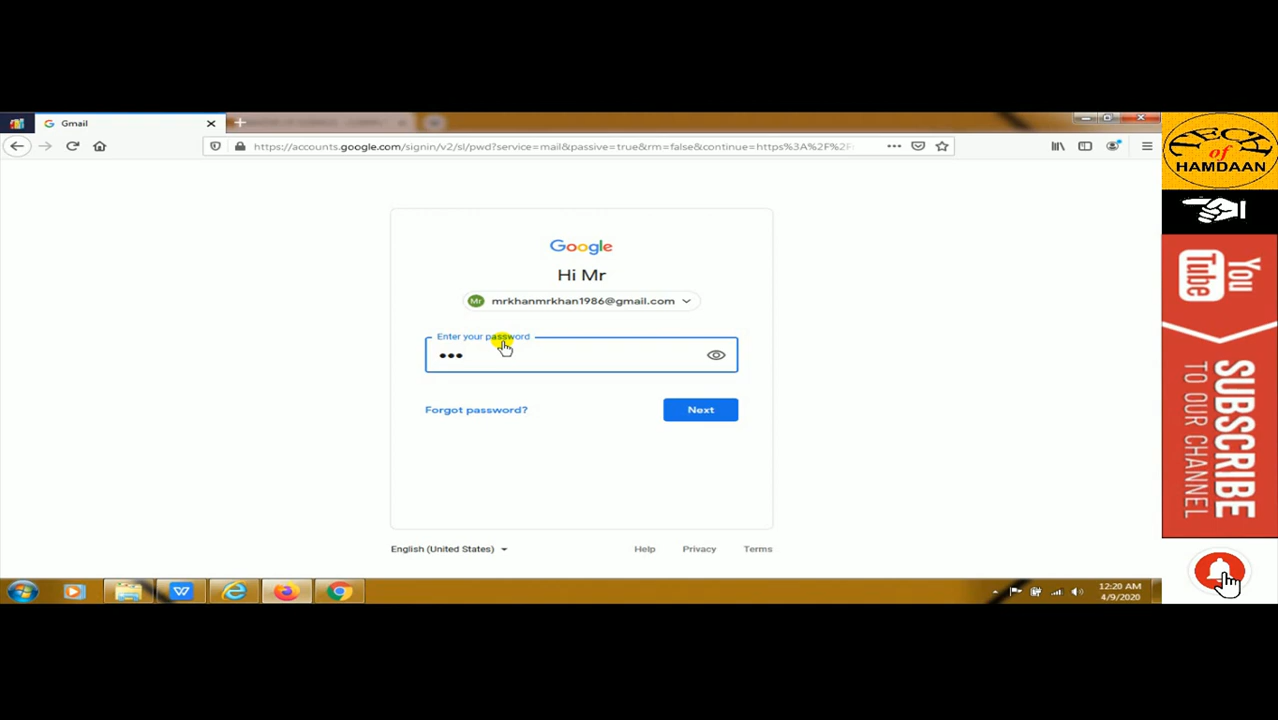 Gmail
https://accounts.google.com/signin/v2/sl/pwd?service=mail&passive=true&rm=false&continue=https%3A%2F%2F
TECH
of
HAMDAAN
Google
Hi Mr
Mr mrkhanmrkhan1986@gmail.com
Enter your password
Forgot password?
Next
English (United States)
Help
Privacy
Terms
You
Tube
SUBSCRIBE
TO OUR CHANNEL
12:20 AM
4/9/2020